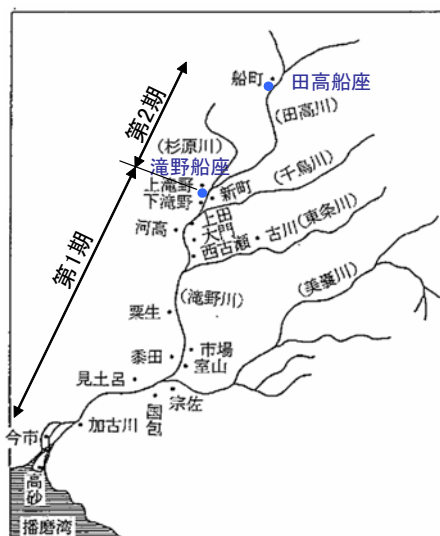 船町
田高船座
(田高川)
第2期
(杉原川)
滝野船座
(千鳥川)
上滝野
新町
下滝野
上田
河高
大門
西古瀬
古川
(東条川)
第1期
(美嚢川)
(滝野川)
粟生
市場
黍田
室山
見土呂
宗佐
国包
加古川
今市
高砂
播磨湾